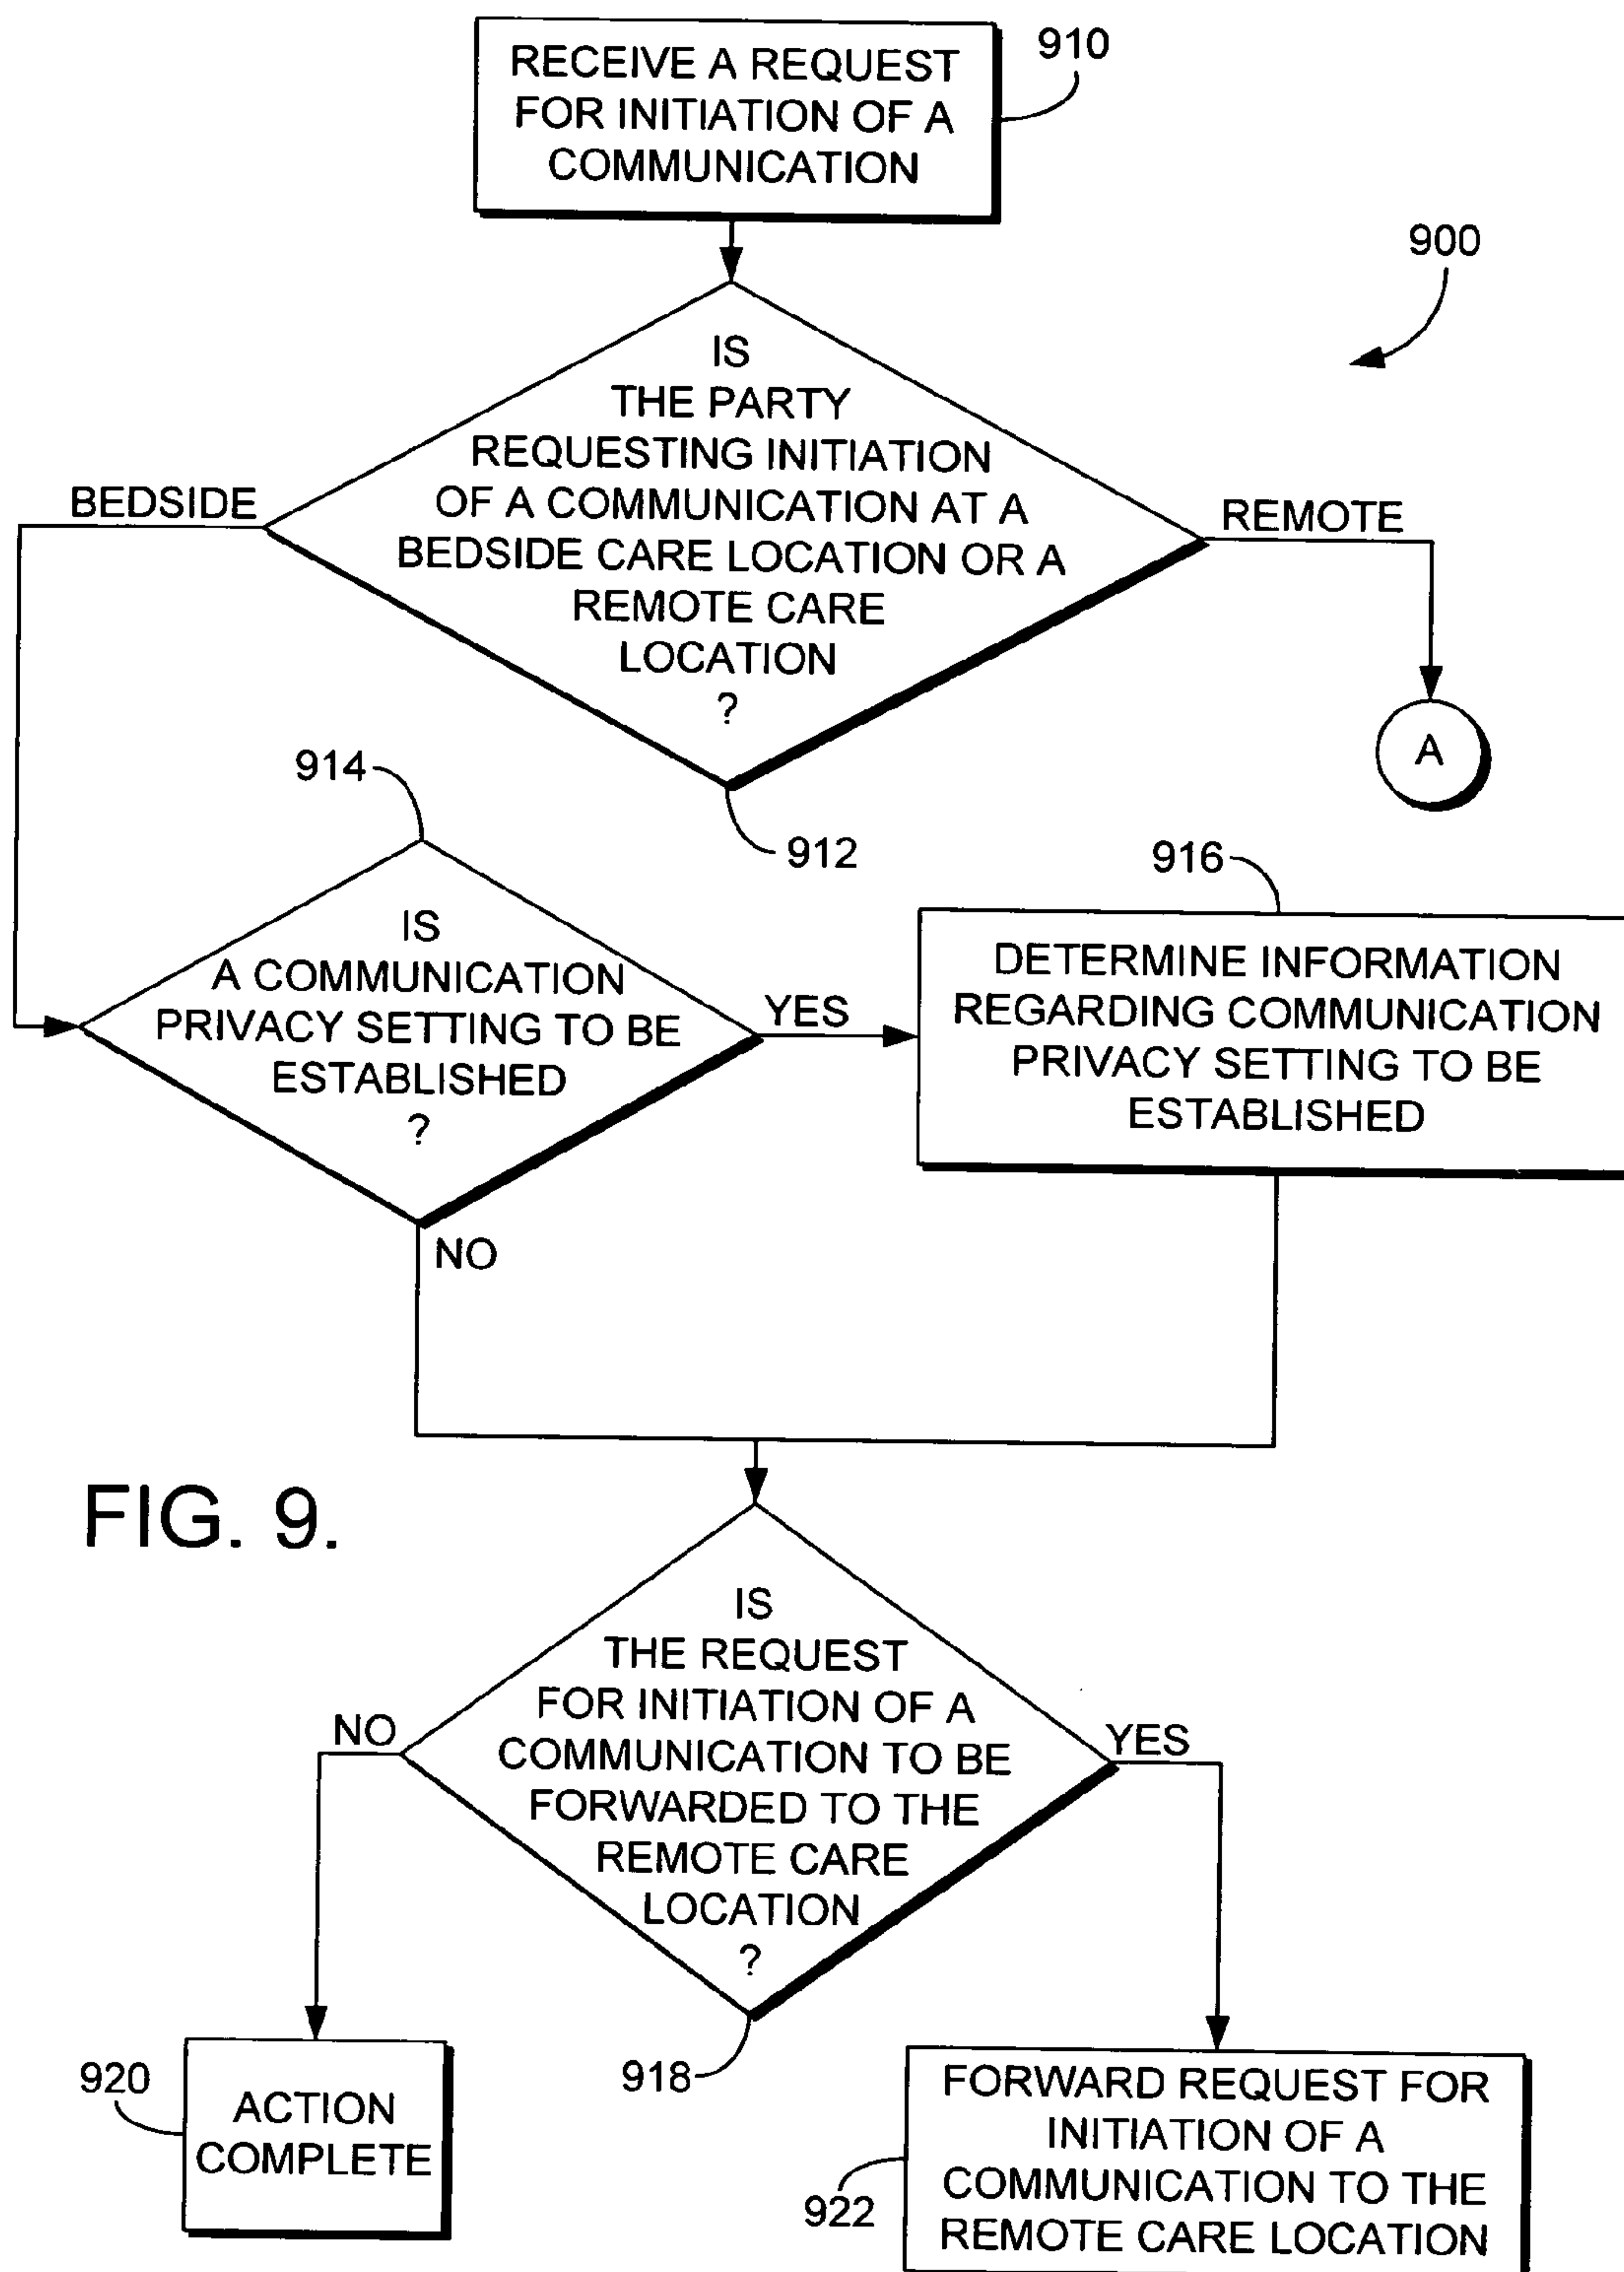 RECEIVE A REQUEST
FOR INITIATION OF A
COMMUNICATION
910
900
IS
THE PARTY
REQUESTING INITIATION
OF A COMMUNICATION AT A
BEDSIDE CARE LOCATION OR A
REMOTE CARE
LOCATION
?
BEDSIDE
REMOTE
A
912
914
IS
A COMMUNICATION
PRIVACY SETTING TO BE
ESTABLISHED
?
YES
NO
916
DETERMINE INFORMATION
REGARDING COMMUNICATION
PRIVACY SETTING TO BE
ESTABLISHED
FIG. 9.
IS
THE REQUEST
FOR INITIATION OF A
COMMUNICATION TO BE
FORWARDED TO THE
REMOTE CARE
LOCATION
?
NO
YES
918
920
ACTION
COMPLETE
922
FORWARD REQUEST FOR
INITIATION OF A
COMMUNICATION TO THE
REMOTE CARE LOCATION